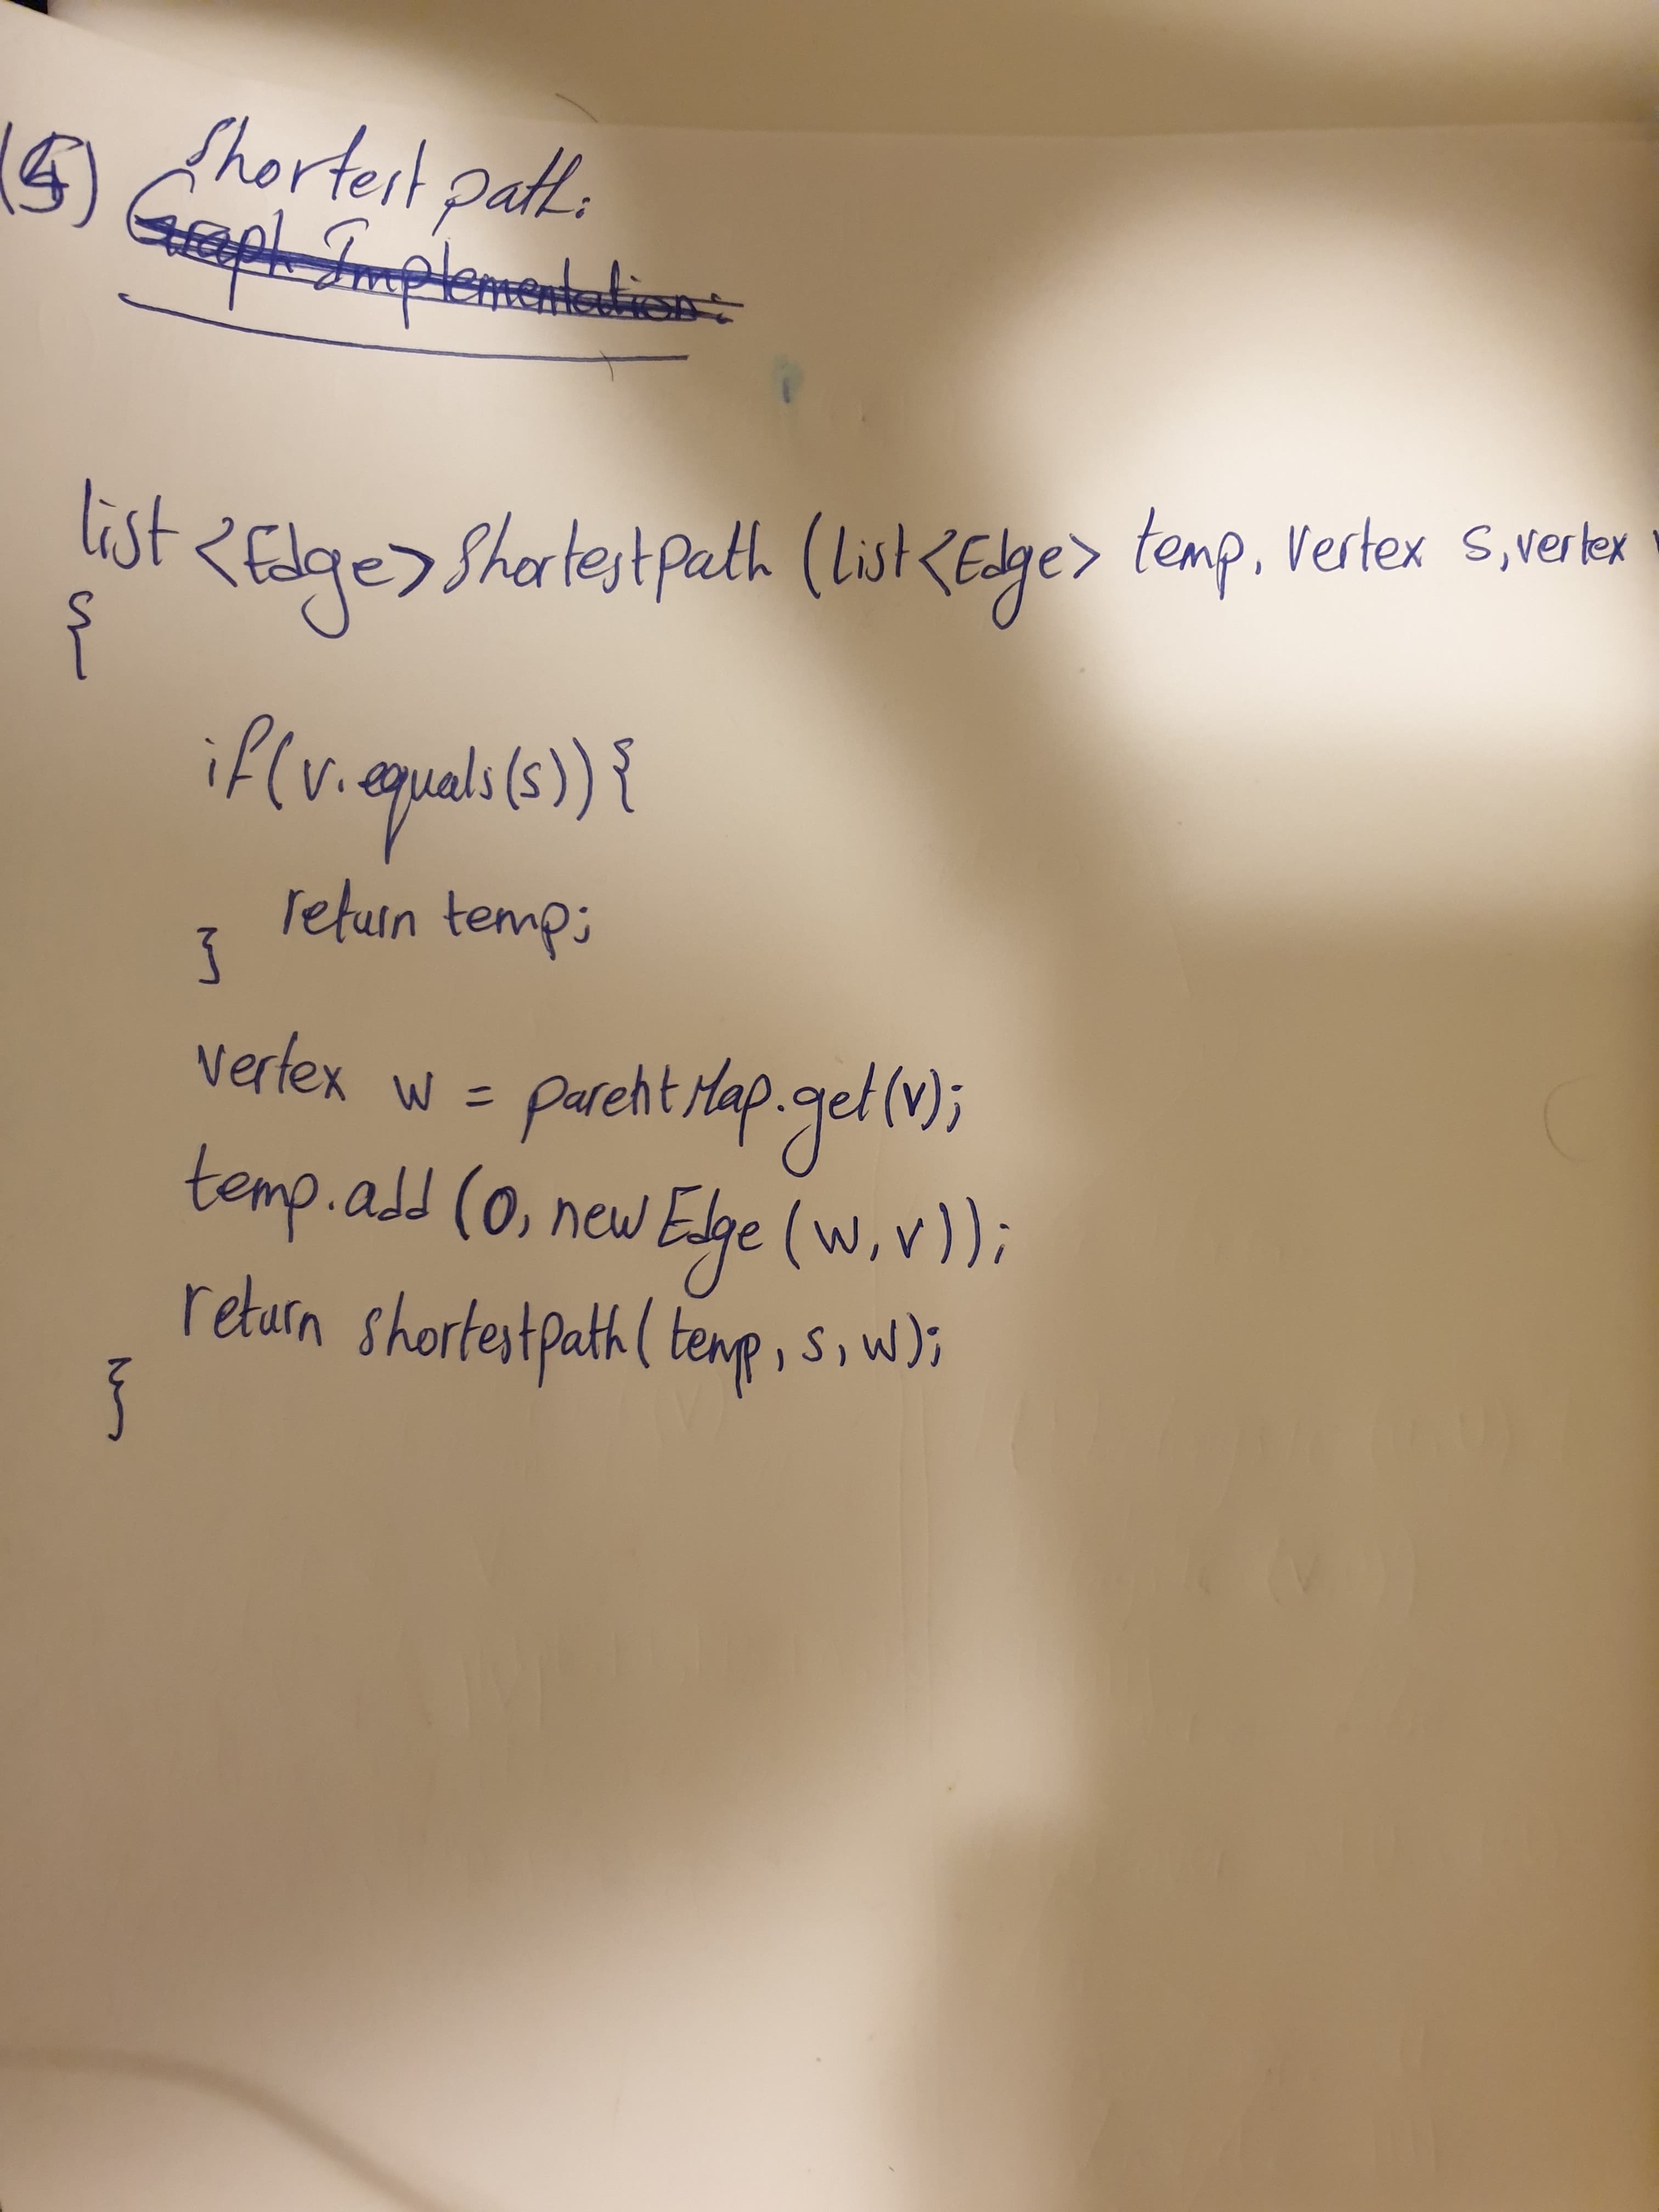 (5) Shortest path:
Graph Implementation:
list <Edge> shortestpath (list<Edge> temp, Vertex s, vertex
{
if(v.equals(s)){
return temp;
}
Vertex w = parentMap.get(v);
temp.add(0, new Edge(w,v));
return shortestpath(temp, s, w);
}